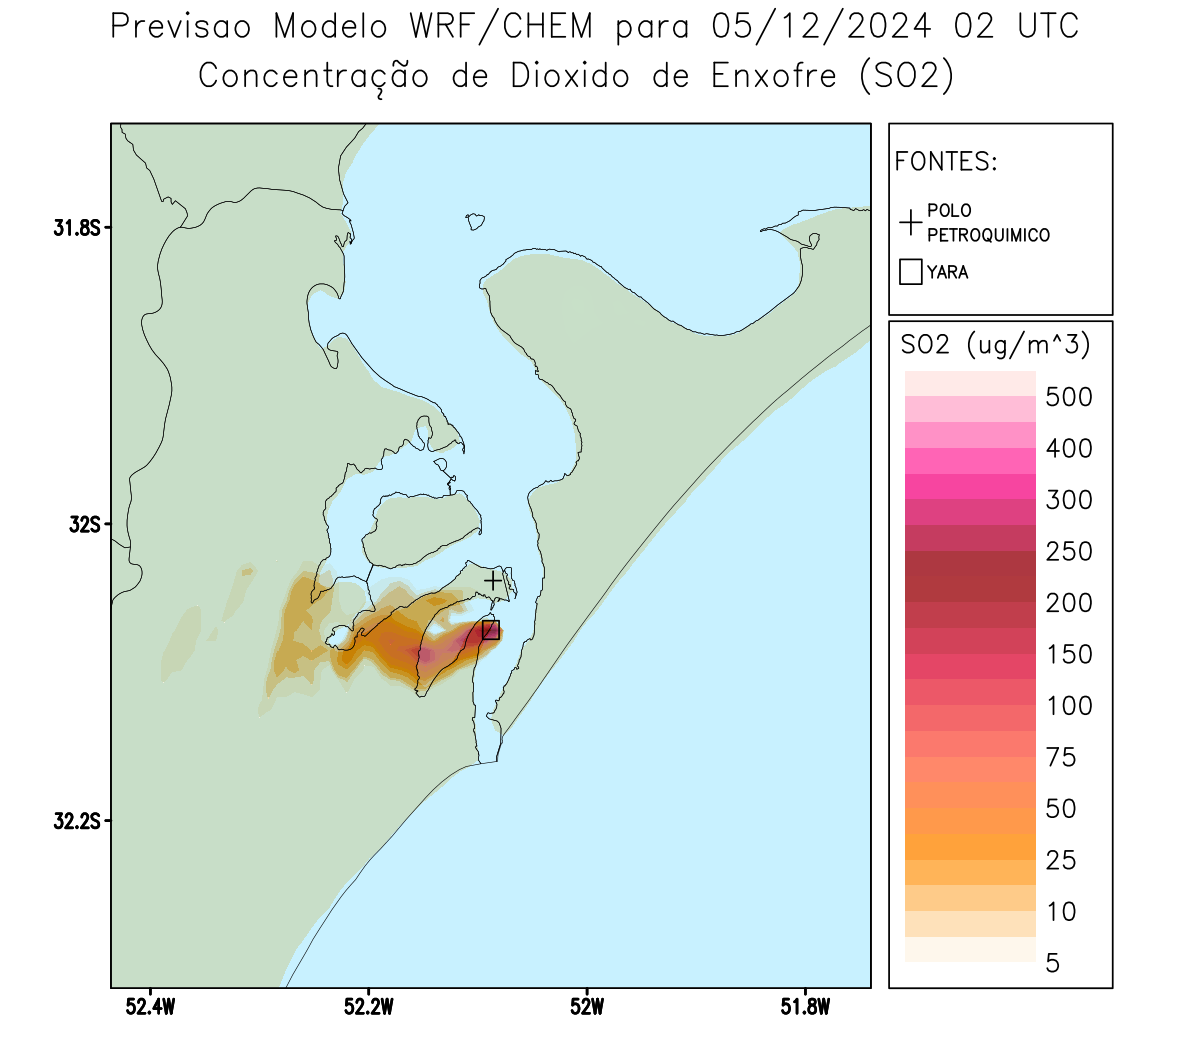 Previsao Modelo WRF/CHEM para 05/12/2024 02 UTC
Concentração de Dioxido de Enxofre (SO2)
FONTES:
POLO
PETROQUIMICO
YARA
SO2 (ug/m^3)
500
400
300
250
200
150
100
75
50
25
10
5
31.8S
32S
32.2S
52.4W
52.2W
52W
51.8W